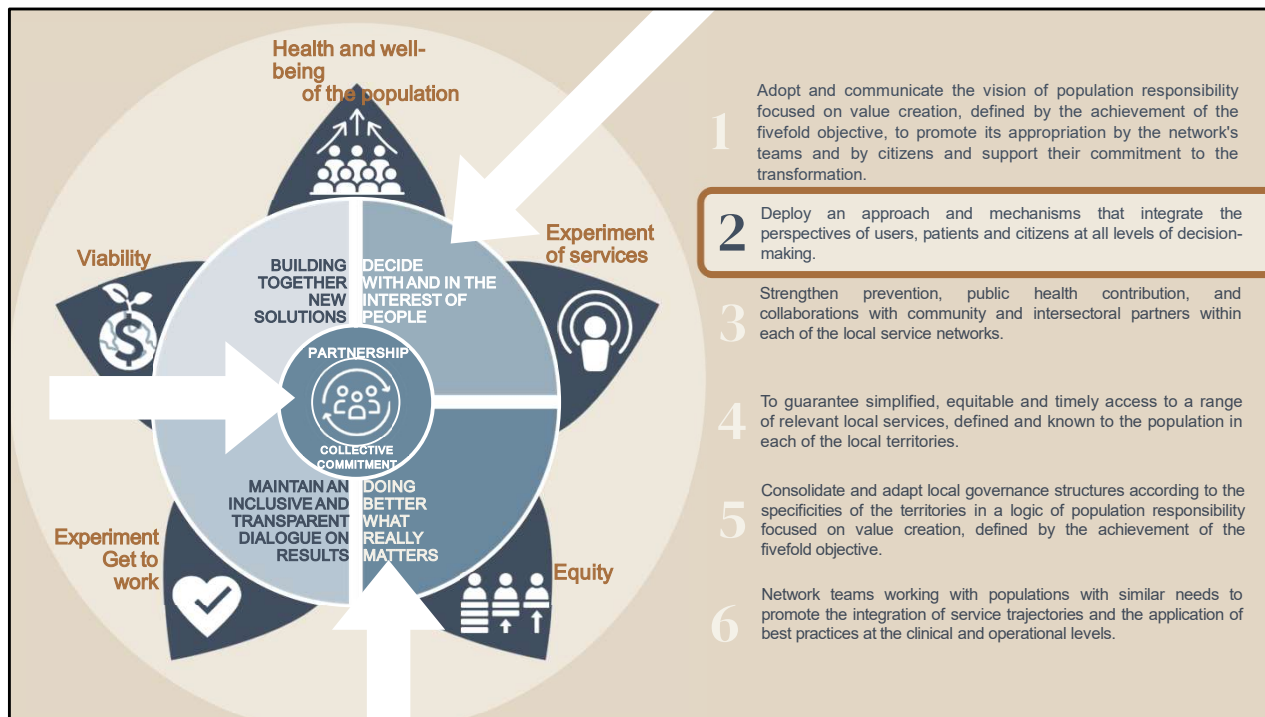 Health and well-
being
of the population
Viability
Experiment
of services
BUILDING
TOGETHER
NEW
SOLUTIONS
DECIDE
WITH AND IN THE
INTEREST OF
PEOPLE
PARTNERSHIP
$
COLLECTIVE
COMMITMENT
MAINTAIN AN
INCLUSIVE AND
TRANSPARENT
DIALOGUE ON
RESULTS
DOING
BETTER
WHAT
REALLY
MATTERS
Experiment
Get to
work
Equity
1
Adopt and communicate the vision of population responsibility
focused on value creation, defined by the achievement of the
fivefold objective, to promote its appropriation by the network's
teams and by citizens and support their commitment to the
transformation.
2
Deploy an approach and mechanisms that integrate the
perspectives of users, patients and citizens at all levels of decision-
making.
3
Strengthen prevention, public health contribution, and
collaborations with community and intersectoral partners within
each of the local service networks.
4
To guarantee simplified, equitable and timely access to a range
of relevant local services, defined and known to the population in
each of the local territories.
5
Consolidate and adapt local governance structures according to the
specificities of the territories in a logic of population responsibility
focused on value creation, defined by the achievement of the
fivefold objective.
6
Network teams working with populations with similar needs to
promote the integration of service trajectories and the application of
best practices at the clinical and operational levels.